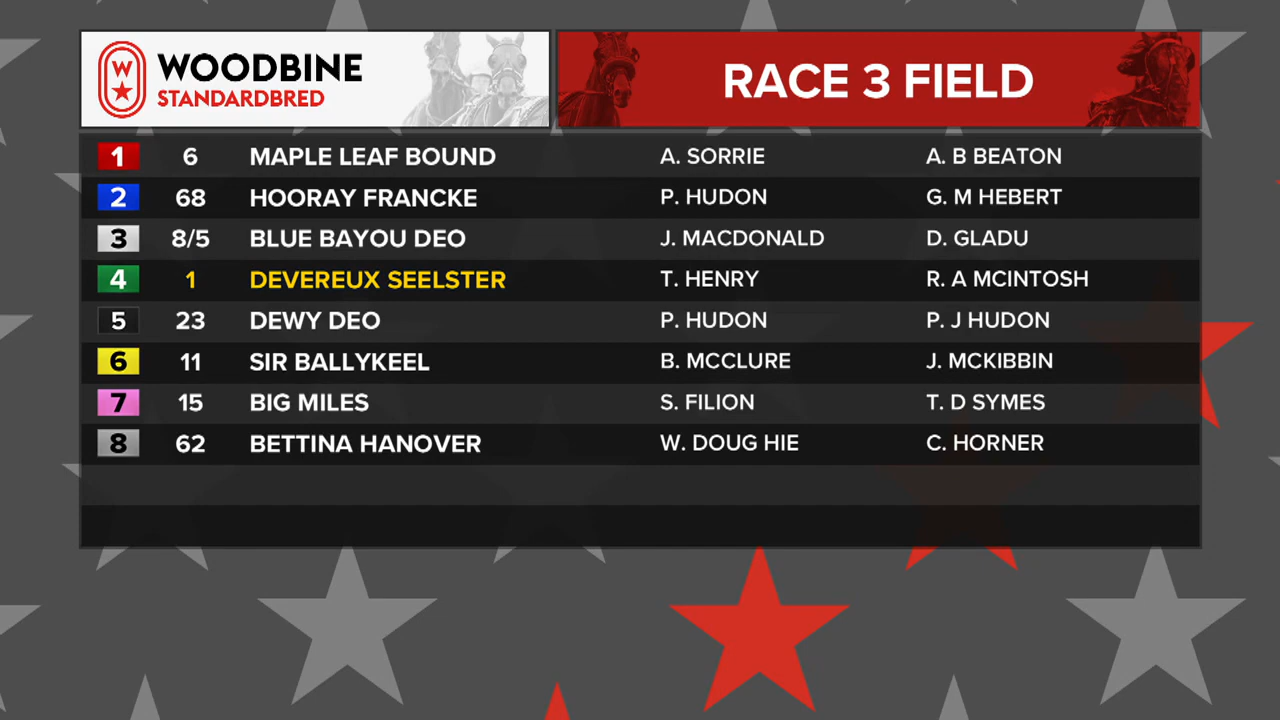 W
WOODBINE
STANDARDBRED
RACE 3 FIELD
1 6 MAPLE LEAF BOUND A. SORRIE A. B BEATON
2 68 HOORAY FRANCKE P. HUDON G. M HEBERT
3 8/5 BLUE BAYOU DEO J. MACDONALD D. GLADU
4 1 DEVEREUX SEELSTER T. HENRY R. A MCINTOSH
5 23 DEWY DEO P. HUDON P. J HUDON
6 11 SIR BALLYKEEL B. MCCLURE J. MCKIBBIN
7 15 BIG MILES S. FILION T. D SYMES
8 62 BETTINA HANOVER W. DOUG HIE C. HORNER